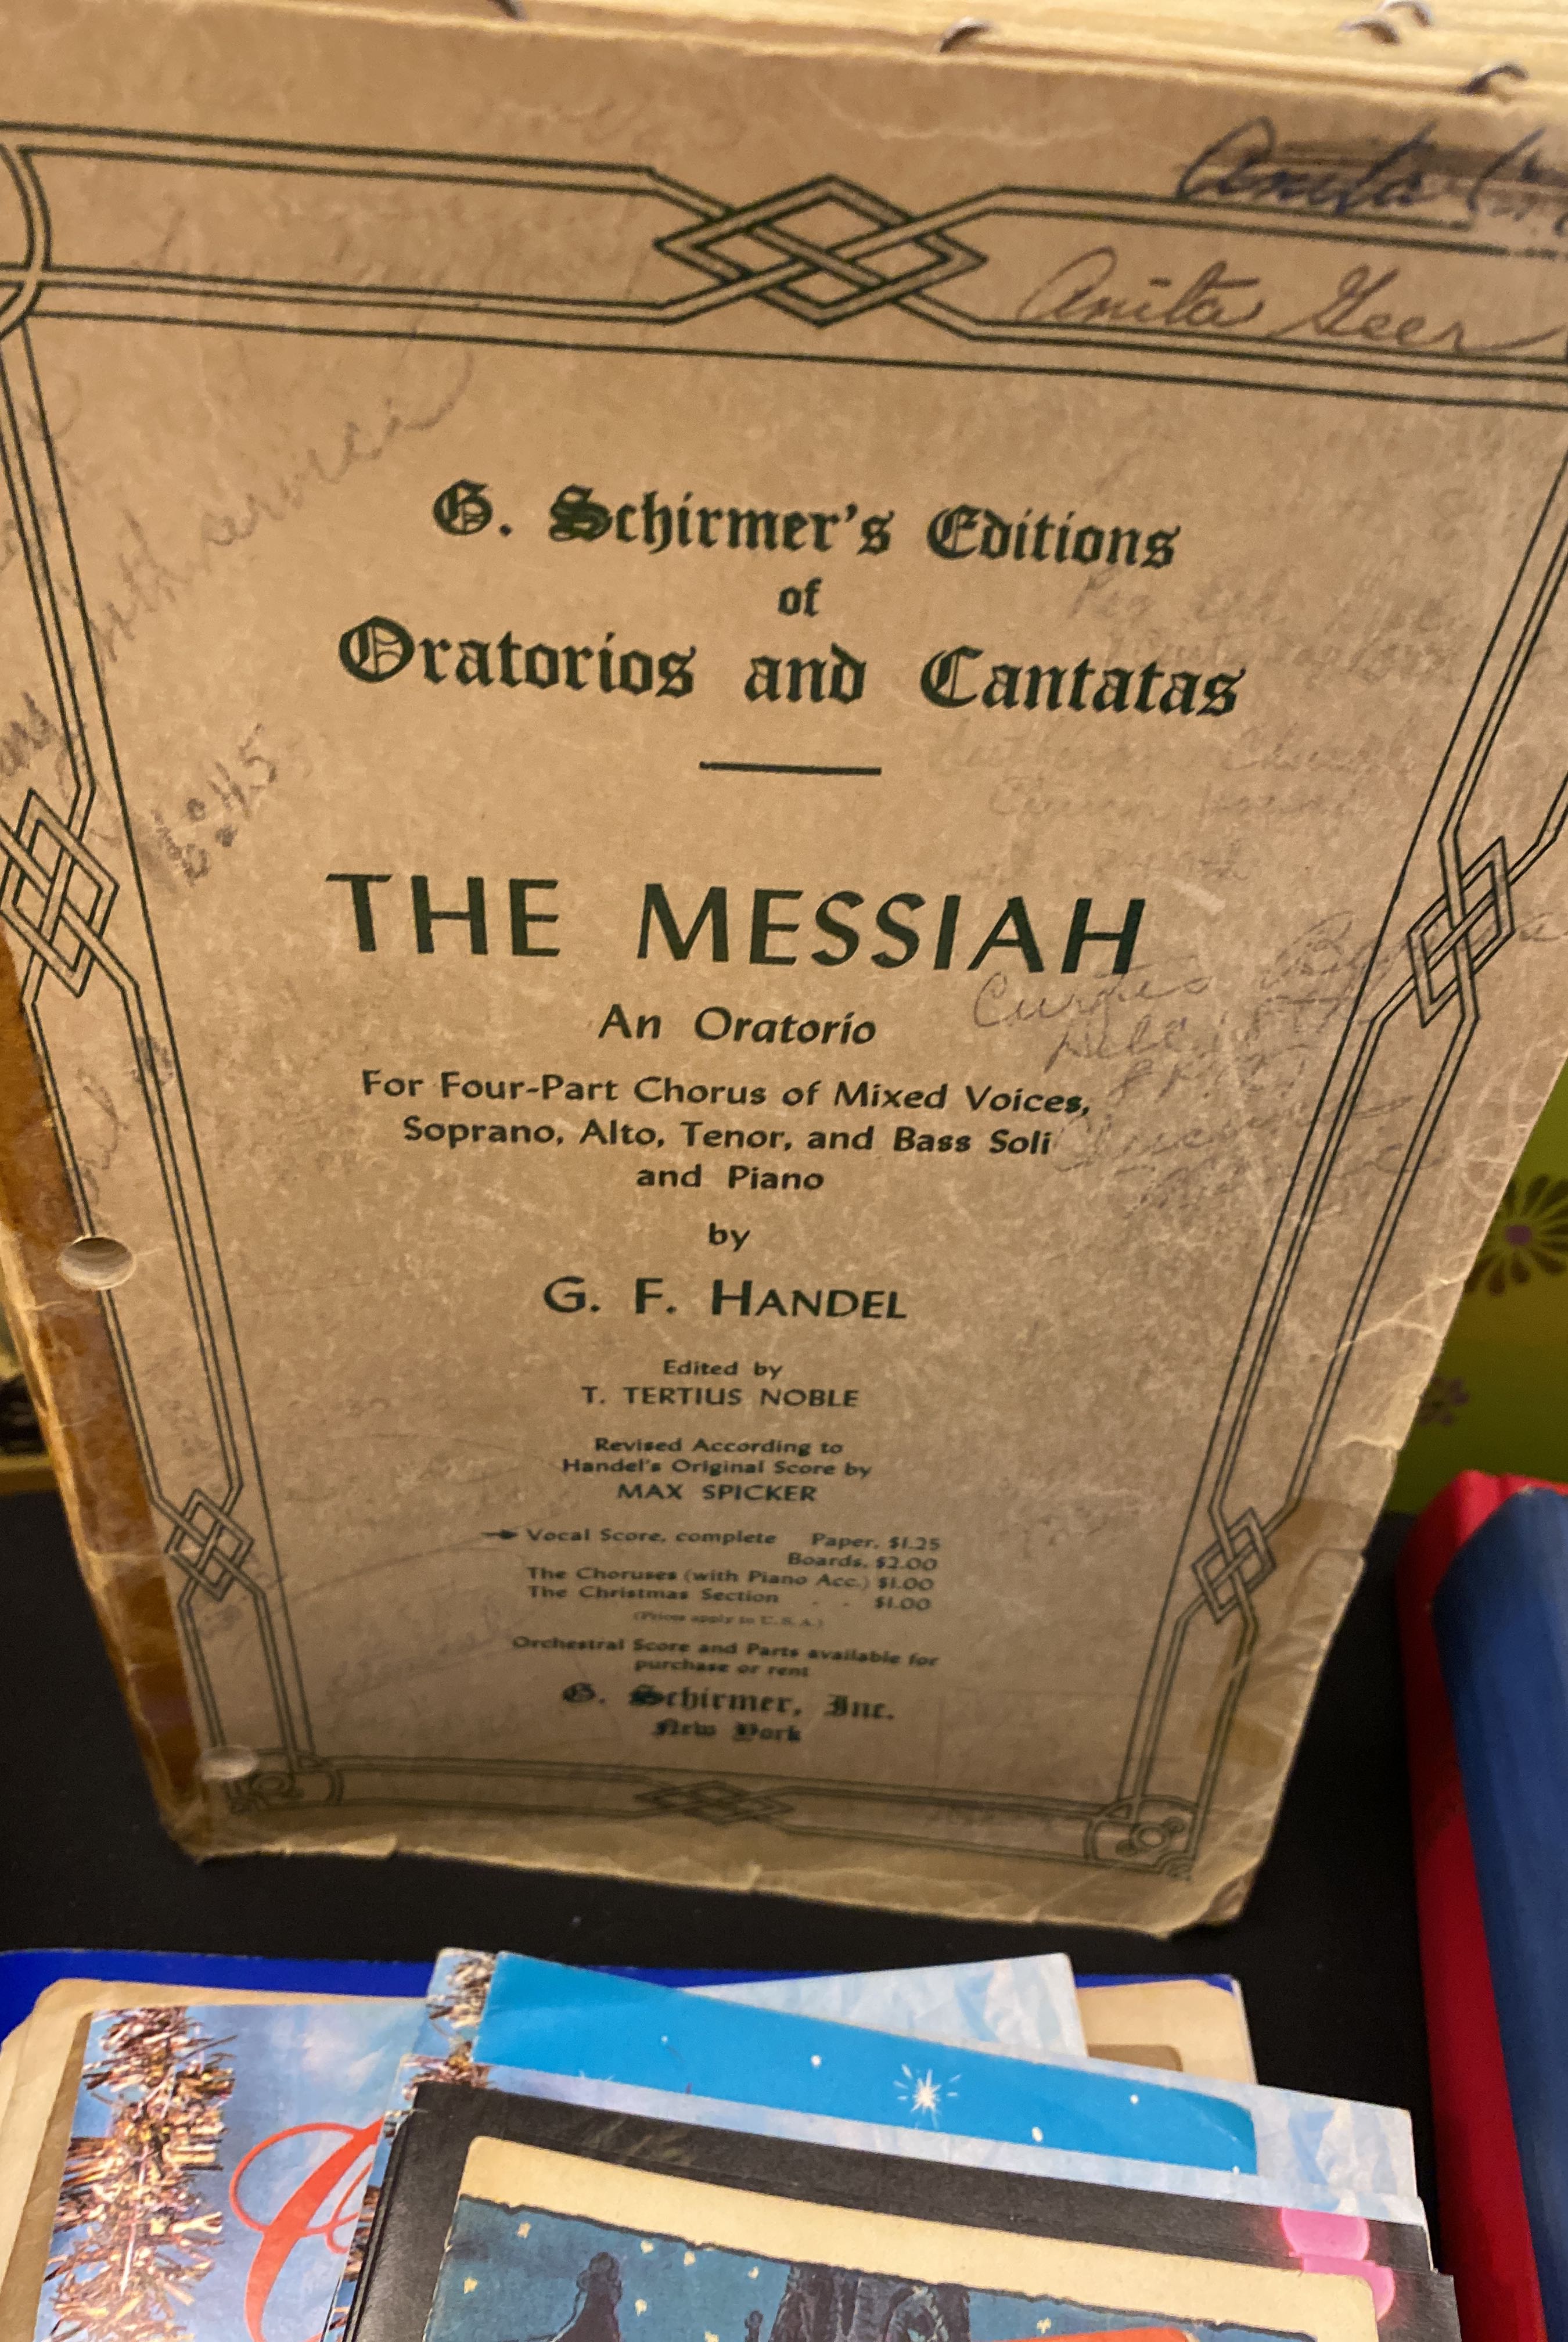 Anita
Anita Geer
G. Schirmer's Editions
of
Oratorios and Cantatas
THE MESSIAH
An Oratorio
For Four-Part Chorus of Mixed Voices,
Soprano, Alto, Tenor, and Bass Soli
and Piano
by
G. F. HANDEL
Edited by
T. TERTIUS NOBLE
Revised According to
Handel's Original Score by
MAX SPICKER
Vocal Score, complete Paper, $1.25
Boards, $2.00
The Choruses (with Piano Acc.) $1.00
The Christmas Section - - $1.00
(Prices apply to U.S.A.)
Orchestral Score and Parts available for
purchase or rent
G. Schirmer, Inc.
New York